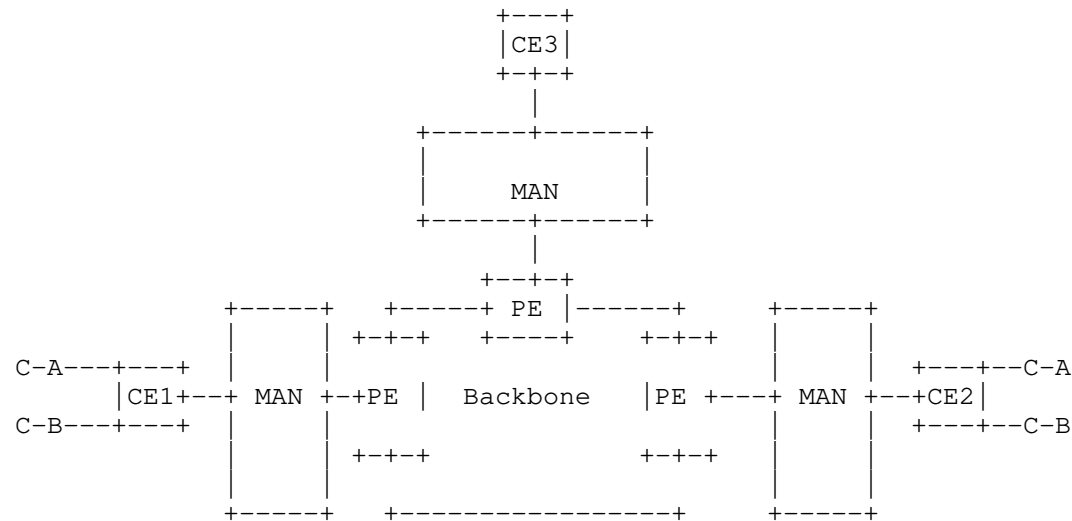 CE3
MAN
PE
C-A C-A
CE1 MAN PE Backbone PE MAN CE2
C-B C-B